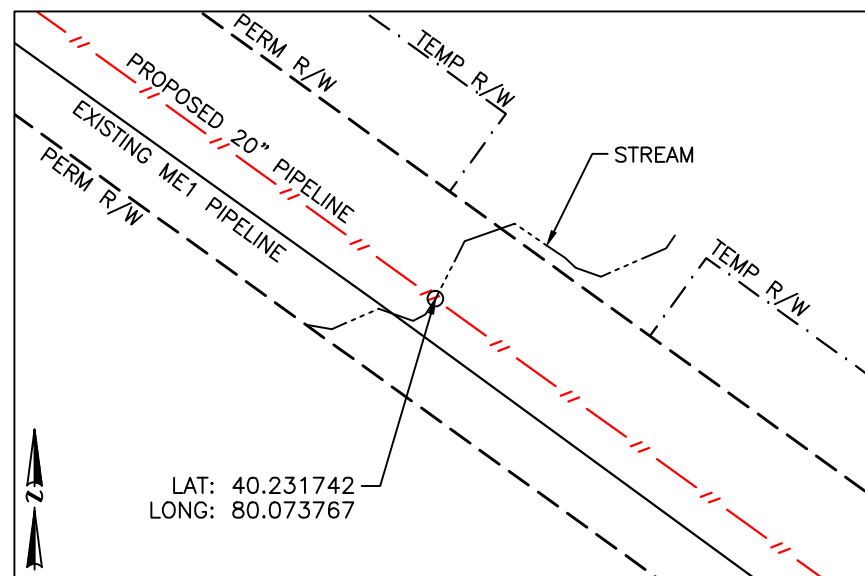 PERM R/W
TEMP R/W
PROPOSED 20" PIPELINE
EXISTING ME1 PIPELINE
PERM R/W
STREAM
TEMP R/W
LAT: 40.231742
LONG: 80.073767
N